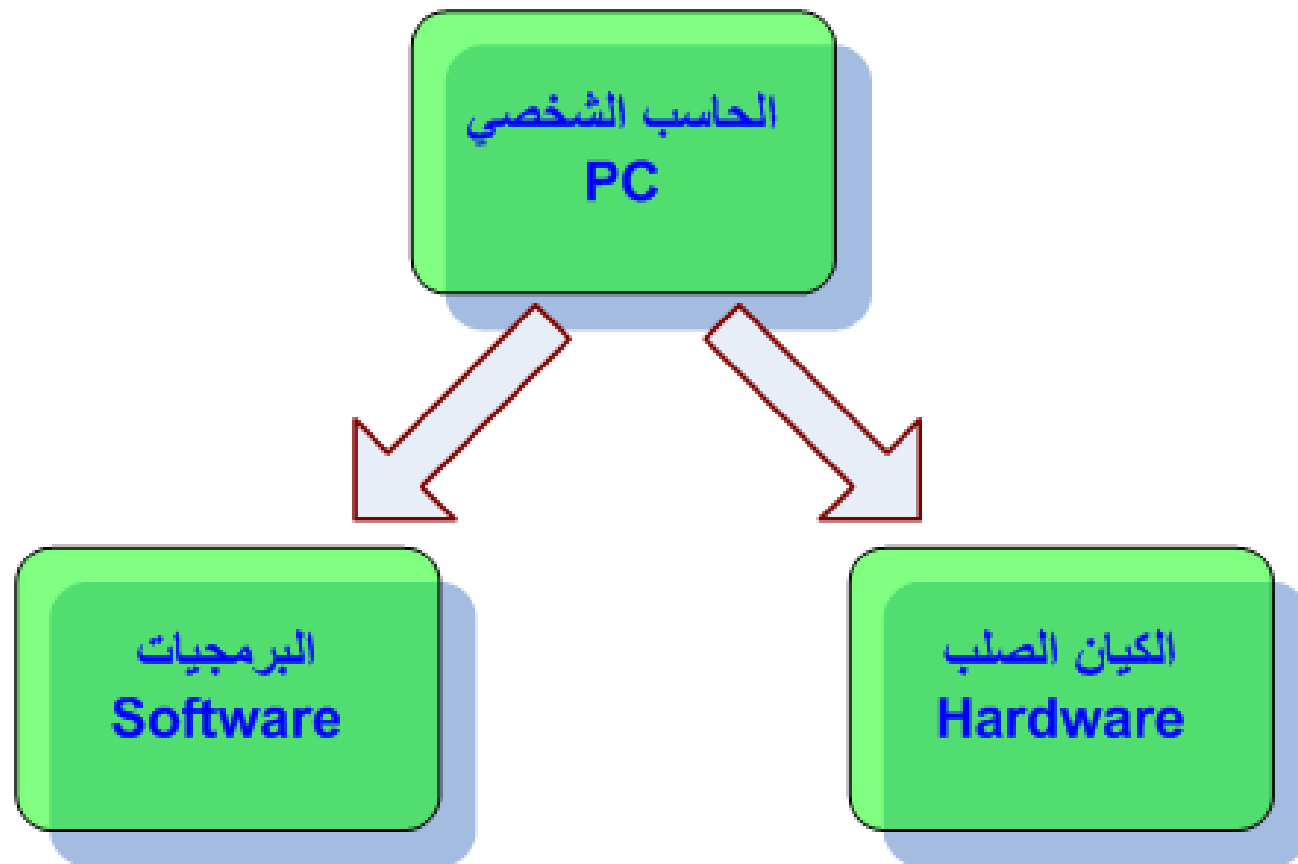 الحاسب الشخصي
PC
الكيان الصلب
Hardware
البرمجيات
Software